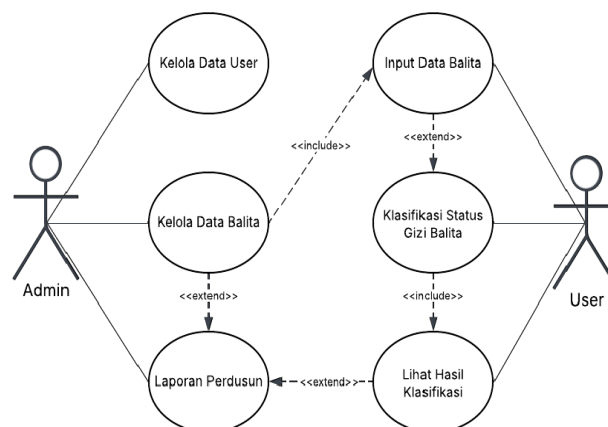 Kelola Data User
Input Data Balita
<<extend>>
<<include>>
Kelola Data Balita
Klasifikasi Status
Gizi Balita
Admin
User
<<extend>>
<<include>>
Laporan Perdusun
<<extend>>
Lihat Hasil
Klasifikasi